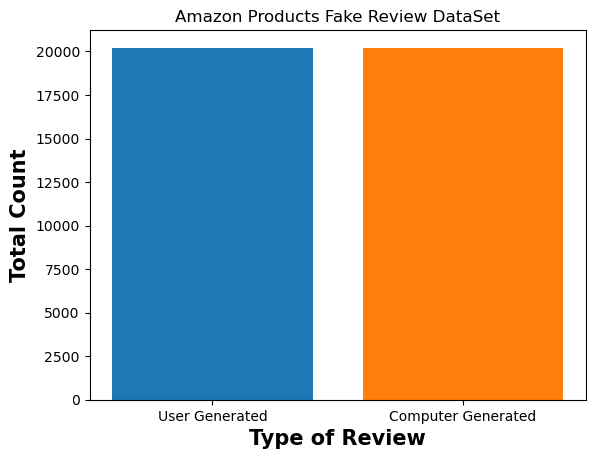 Amazon Products Fake Review DataSet
Total Count
20000
17500
15000
12500
10000
7500
5000
2500
0
User Generated
Computer Generated
Type of Review